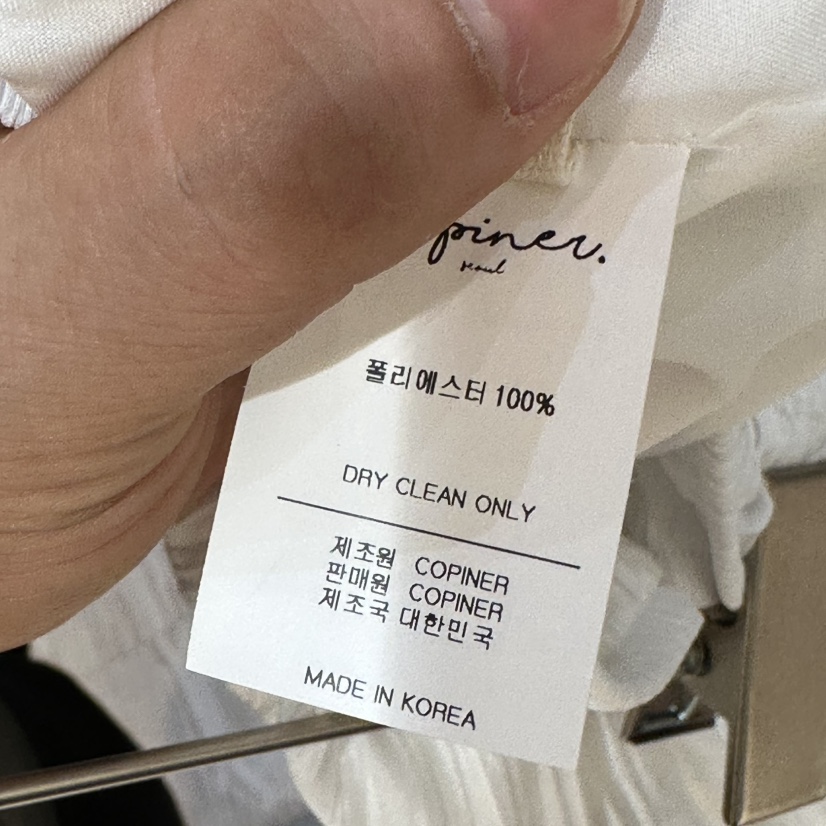 piner.
seoul
폴리에스터 100%
DRY CLEAN ONLY
제조원 COPINER
판매원 COPINER
제조국 대한민국
MADE IN KOREA